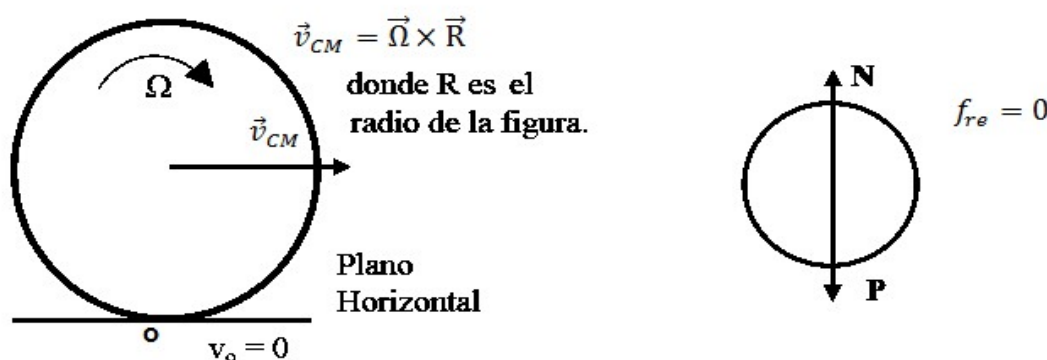 v⃗_CM = Ω⃗ × R⃗
donde R es el
radio de la figura.
Ω
v⃗_CM
Plano
Horizontal
O
v_o = 0
N
f_re = 0
P